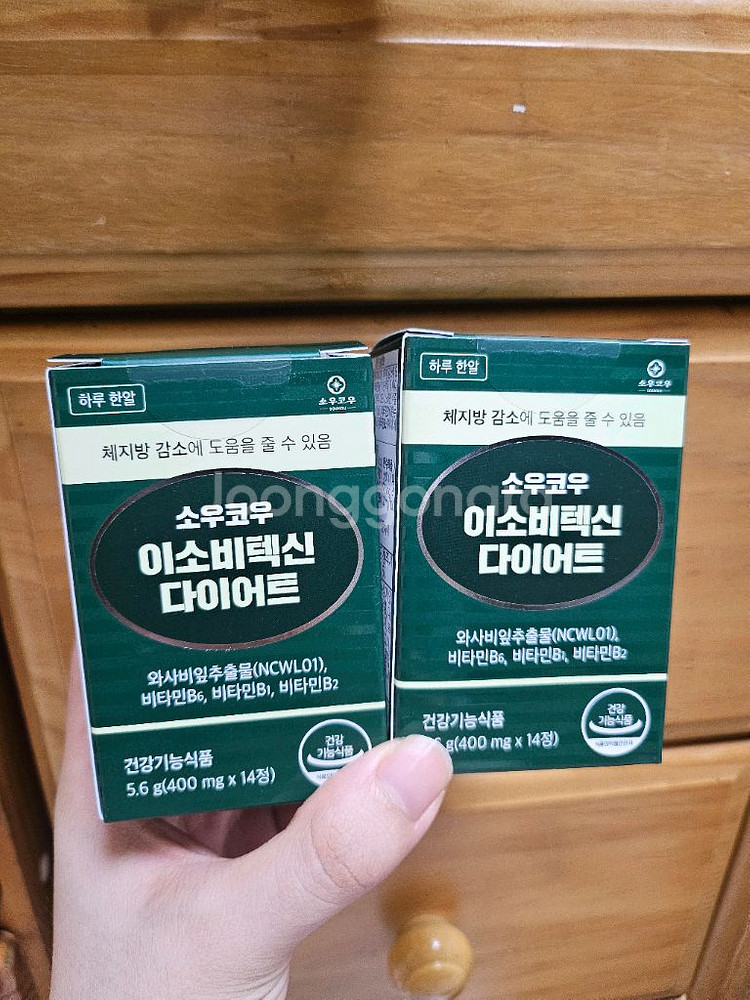 하루 한알
소우코우
체지방 감소에 도움을 줄 수 있음
소우코우
이소비텍신
다이어트
와사비잎추출물(NCWL01),
비타민B6, 비타민B1, 비타민B2
건강기능식품
5.6 g(400 mg x 14정)
건강
기능식품
하루 한알
소우코우
체지방 감소에 도움을 줄 수 있음
소우코우
이소비텍신
다이어트
와사비잎추출물(NCWL01),
비타민B6, 비타민B1, 비타민B2
건강기능식품
g(400 mg x 14정)
건강
기능식품
Joonggonara